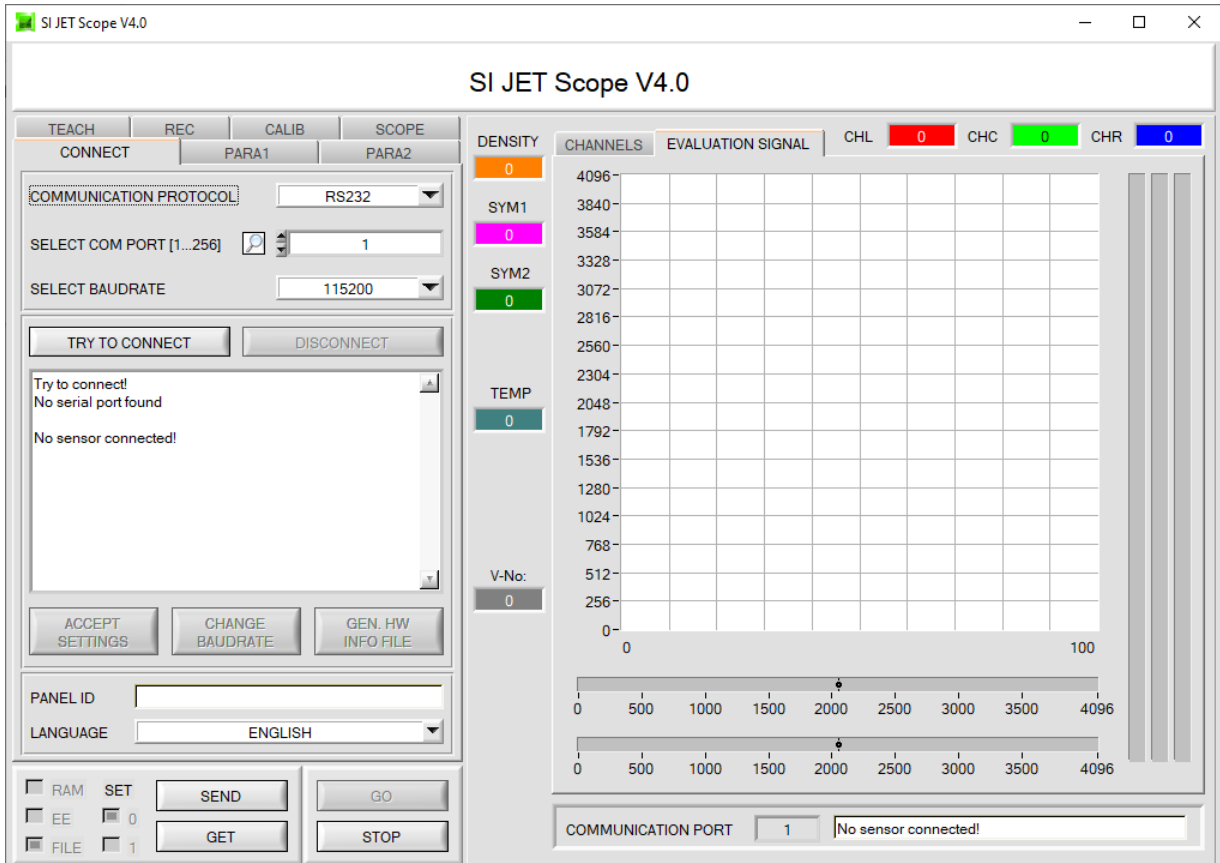 SI JET Scope V4.0
SI JET Scope V4.0
TEACH REC CALIB SCOPE
CONNECT PARA1 PARA2
COMMUNICATION PROTOCOL RS232
SELECT COM PORT [1...256] 1
SELECT BAUDRATE 115200
TRY TO CONNECT DISCONNECT
Try to connect!
No serial port found
No sensor connected!
ACCEPT SETTINGS CHANGE BAUDRATE GEN. HW INFO FILE
PANEL ID
LANGUAGE ENGLISH
RAM SET SEND GO
EE 0
FILE 1 GET STOP
DENSITY
0
SYM1
0
SYM2
0
TEMP
0
V-No:
0
CHANNELS EVALUATION SIGNAL CHL 0 CHC 0 CHR 0
4096
3840
3584
3328
3072
2816
2560
2304
2048
1792
1536
1280
1024
768
512
256
0
0 100
0 500 1000 1500 2000 2500 3000 3500 4096
0 500 1000 1500 2000 2500 3000 3500 4096
COMMUNICATION PORT 1 No sensor connected!